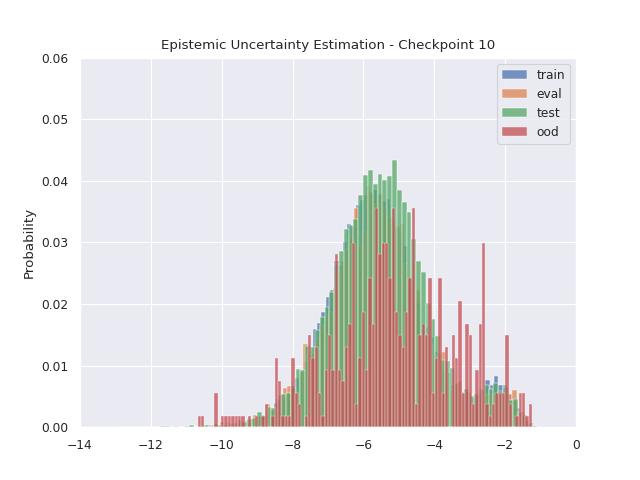 Epistemic Uncertainty Estimation - Checkpoint 10
0.06
0.05
0.04
0.03
0.02
0.01
0.00
Probability
train
eval
test
ood
−14 −12 −10 −8 −6 −4 −2 0